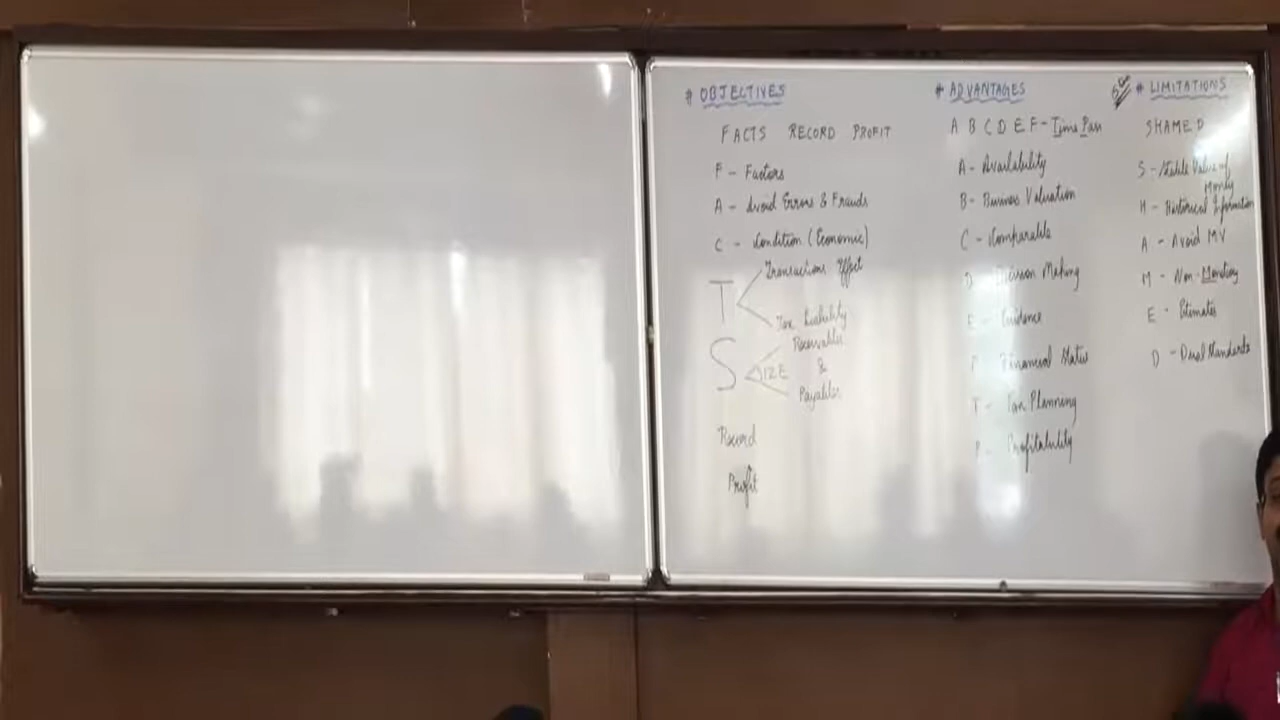 # OBJECTIVES
FACTS RECORD PROFIT
F - Factors
A - Avoid Errors & Frauds
C - Condition (Economic)
T
Transactions Effect
Tax Liability
S
SIZE
Receivables
&
Payables
Record
Profit
# ADVANTAGES
A B C D E F - Time Pass
A - Availability
B - Business Valuation
C - Comparable
D - Decision Making
E - Evidence
F - Financial Status
T - Tax Planning
P - Profitability
# LIMITATIONS
SHAMED
S - Stable Value of
Money
H - Historical Information
A - Avoid MV
M - Non-Monetary
E - Estimates
D - Dual Standards